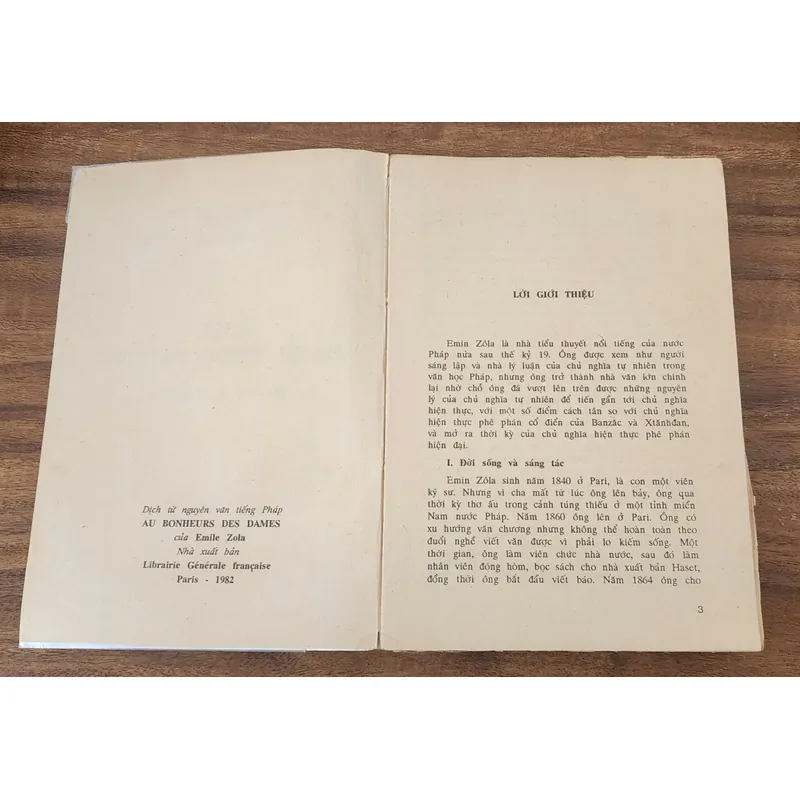 Dịch từ nguyên văn tiếng Pháp
AU BONHEURS DES DAMES
của Emile Zola
Nhà xuất bản
Librairie Générale française
Paris - 1982
LỜI GIỚI THIỆU
Emin Zôla là nhà tiểu thuyết nổi tiếng của nước
Pháp nửa sau thế kỷ 19. Ông được xem như người
sáng lập và nhà lý luận của chủ nghĩa tự nhiên trong
văn học Pháp, nhưng ông trở thành nhà văn lớn chính
lại nhờ chỗ ông đã vượt lên trên được những nguyên
lý của chủ nghĩa tự nhiên để tiến gần tới chủ nghĩa
hiện thực, với một số điểm cách tân so với chủ nghĩa
hiện thực phê phán cổ điển của Banzăc và Xtănhđan,
và mở ra thời kỳ của chủ nghĩa hiện thực phê phán
hiện đại.
I. Đời sống và sáng tác
Emin Zôla sinh năm 1840 ở Pari, là con một viên
kỹ sư. Nhưng vì cha mất từ lúc ông lên bảy, ông qua
thời kỳ thơ ấu trong cảnh túng thiếu ở một tỉnh miền
Nam nước Pháp. Năm 1860 ông lên ở Pari. Ông có
xu hướng văn chương nhưng không thể hoàn toàn theo
đuổi nghề viết văn được vì phải lo kiếm sống. Một
thời gian, ông làm viên chức nhà nước, sau đó làm
nhân viên đóng hòm, bọc sách cho nhà xuất bản Haset,
đồng thời ông bắt đầu viết báo. Năm 1864 ông cho
3